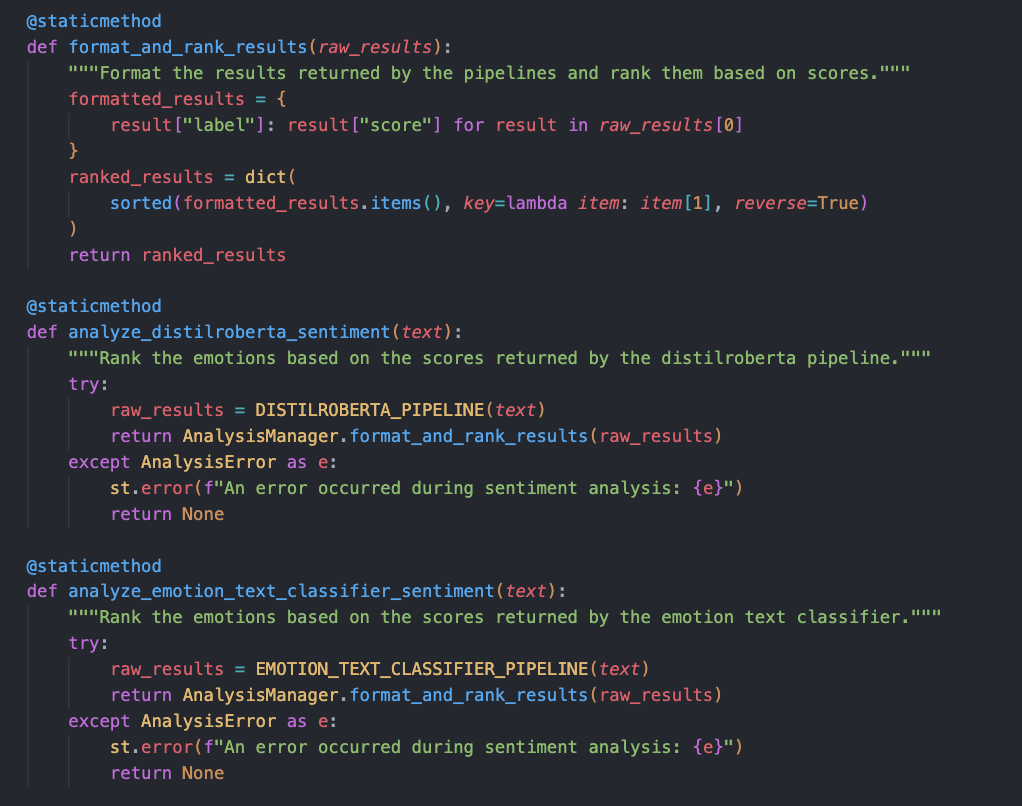 @staticmethod
def format_and_rank_results(raw_results):
    """Format the results returned by the pipelines and rank them based on scores."""
    formatted_results = {
        result["label"]: result["score"] for result in raw_results[0]
    }
    ranked_results = dict(
        sorted(formatted_results.items(), key=lambda item: item[1], reverse=True)
    )
    return ranked_results

@staticmethod
def analyze_distilroberta_sentiment(text):
    """Rank the emotions based on the scores returned by the distilroberta pipeline."""
    try:
        raw_results = DISTILROBERTA_PIPELINE(text)
        return AnalysisManager.format_and_rank_results(raw_results)
    except AnalysisError as e:
        st.error(f"An error occurred during sentiment analysis: {e}")
        return None

@staticmethod
def analyze_emotion_text_classifier_sentiment(text):
    """Rank the emotions based on the scores returned by the emotion text classifier."""
    try:
        raw_results = EMOTION_TEXT_CLASSIFIER_PIPELINE(text)
        return AnalysisManager.format_and_rank_results(raw_results)
    except AnalysisError as e:
        st.error(f"An error occurred during sentiment analysis: {e}")
        return None